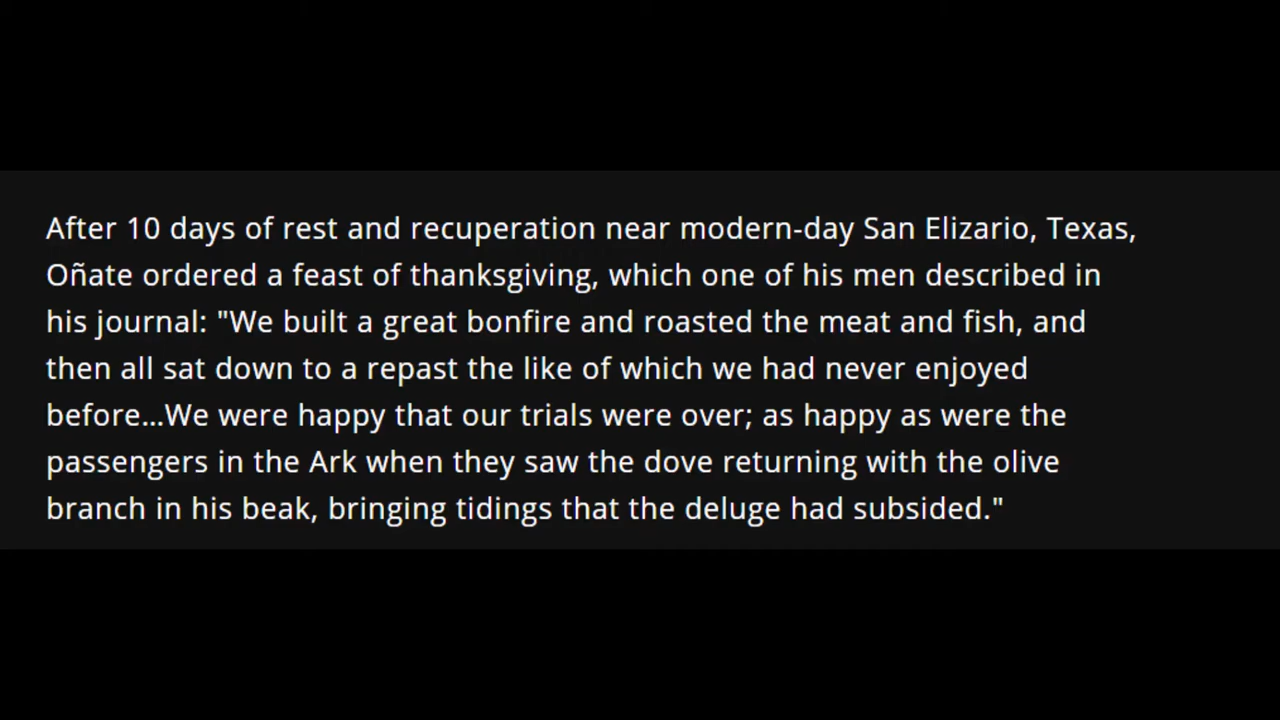 After 10 days of rest and recuperation near modern-day San Elizario, Texas,
Oñate ordered a feast of thanksgiving, which one of his men described in
his journal: "We built a great bonfire and roasted the meat and fish, and
then all sat down to a repast the like of which we had never enjoyed
before...We were happy that our trials were over; as happy as were the
passengers in the Ark when they saw the dove returning with the olive
branch in his beak, bringing tidings that the deluge had subsided."